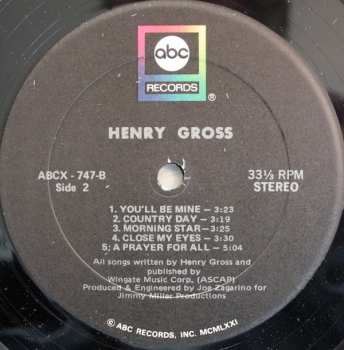 abc
RECORDS
®
HENRY GROSS
ABCX - 747-B
Side 2
33⅓ RPM
STEREO
1. YOU'LL BE MINE — 3:23
2. COUNTRY DAY — 3:19
3. MORNING STAR — 3:25
4. CLOSE MY EYES — 3:30
5; A PRAYER FOR ALL — 5:04
All songs written by Henry Gross and
published by
Wingate Music Corp, (ASCAP)
Produced & Engineered by Joe Zagarino for
Jimmy Miller Productions
© ABC RECORDS, INC. MCMLXXI